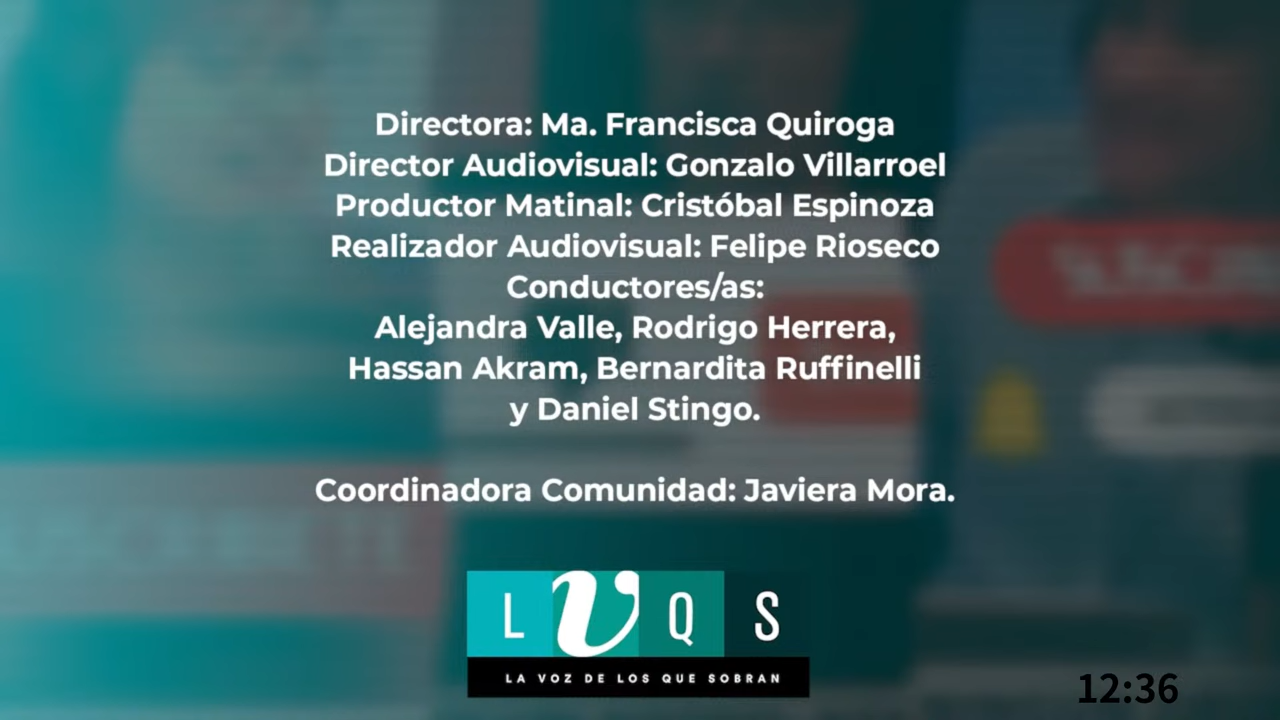 Directora: Ma. Francisca Quiroga
Director Audiovisual: Gonzalo Villarroel
Productor Matinal: Cristóbal Espinoza
Realizador Audiovisual: Felipe Rioseco
Conductores/as:
Alejandra Valle, Rodrigo Herrera,
Hassan Akram, Bernardita Ruffinelli
y Daniel Stingo.
Coordinadora Comunidad: Javiera Mora.
L V Q S
LA VOZ DE LOS QUE SOBRAN
12:36